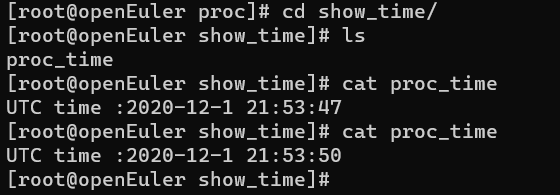 [root@openEuler proc]# cd show_time/
[root@openEuler show_time]# ls
proc_time
[root@openEuler show_time]# cat proc_time
UTC time :2020-12-1 21:53:47
[root@openEuler show_time]# cat proc_time
UTC time :2020-12-1 21:53:50
[root@openEuler show_time]#